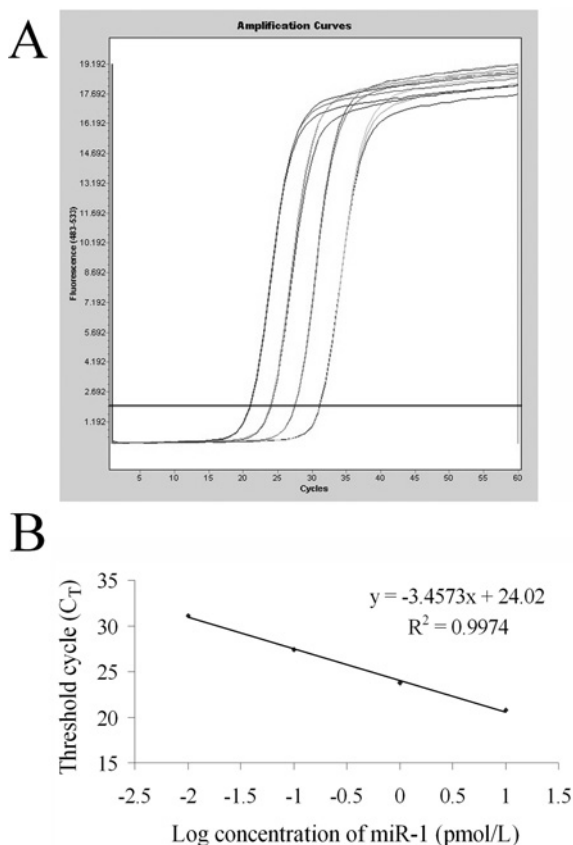 A
Amplification Curves
19.192
17.692
16.192
14.692
13.192
11.692
10.192
8.692
7.192
5.692
4.192
2.692
1.192
Fluorescence (483-533)
5 10 15 20 25 30 35 40 45 50 55 60
Cycles
B
y = -3.4573x + 24.02
R² = 0.9974
35
30
25
20
15
Threshold cycle (C_T)
-2.5 -2 -1.5 -1 -0.5 0 0.5 1 1.5
Log concentration of miR-1 (pmol/L)